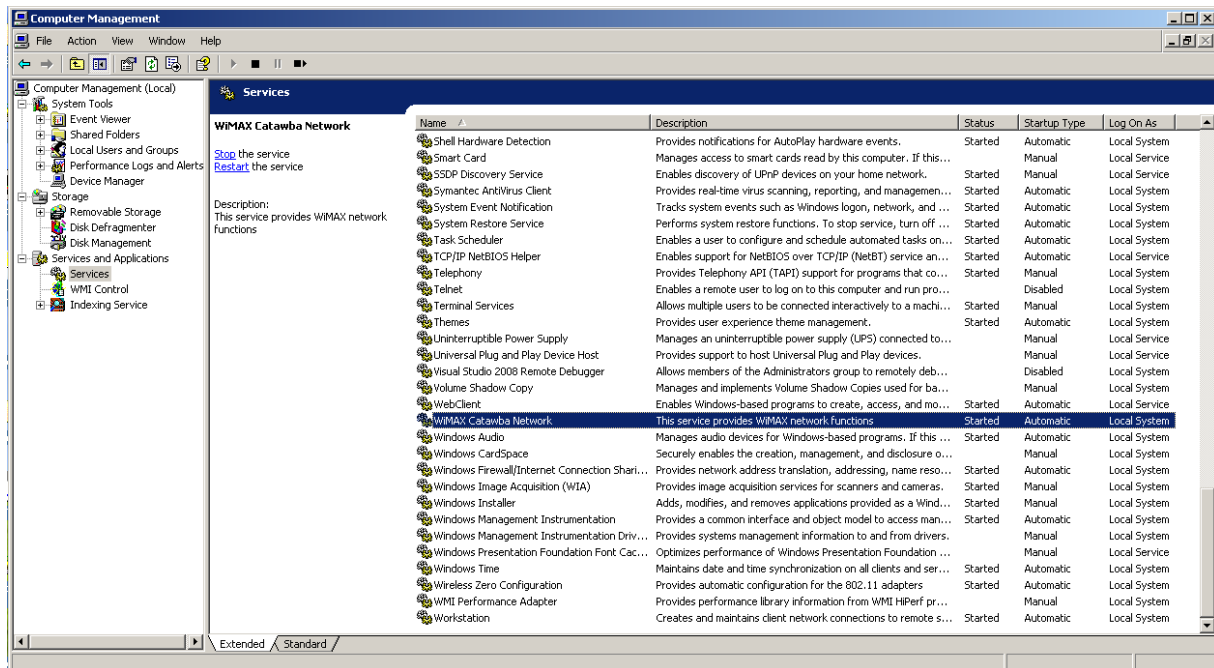 Computer Management
File Action View Window Help
Computer Management (Local)
System Tools
Event Viewer
Shared Folders
Local Users and Groups
Performance Logs and Alerts
Device Manager
Storage
Removable Storage
Disk Defragmenter
Disk Management
Services and Applications
Services
WMI Control
Indexing Service
Services
WiMAX Catawba Network
Stop the service
Restart the service
Description:
This service provides WiMAX network
functions
Name Description Status Startup Type Log On As
Shell Hardware Detection Provides notifications for AutoPlay hardware events. Started Automatic Local System
Smart Card Manages access to smart cards read by this computer. If this... Manual Local Service
SSDP Discovery Service Enables discovery of UPnP devices on your home network. Started Manual Local Service
Symantec AntiVirus Client Provides real-time virus scanning, reporting, and managemen... Started Automatic Local System
System Event Notification Tracks system events such as Windows logon, network, and ... Started Automatic Local System
System Restore Service Performs system restore functions. To stop service, turn off ... Started Automatic Local System
Task Scheduler Enables a user to configure and schedule automated tasks on... Started Automatic Local System
TCP/IP NetBIOS Helper Enables support for NetBIOS over TCP/IP (NetBT) service an... Started Automatic Local Service
Telephony Provides Telephony API (TAPI) support for programs that co... Started Manual Local System
Telnet Enables a remote user to log on to this computer and run pro... Disabled Local System
Terminal Services Allows multiple users to be connected interactively to a machi... Started Manual Local System
Themes Provides user experience theme management. Started Automatic Local System
Uninterruptible Power Supply Manages an uninterruptible power supply (UPS) connected to... Manual Local Service
Universal Plug and Play Device Host Provides support to host Universal Plug and Play devices. Manual Local Service
Visual Studio 2008 Remote Debugger Allows members of the Administrators group to remotely deb... Disabled Local System
Volume Shadow Copy Manages and implements Volume Shadow Copies used for ba... Manual Local System
WebClient Enables Windows-based programs to create, access, and mo... Started Automatic Local Service
WiMAX Catawba Network This service provides WiMAX network functions Started Automatic Local System
Windows Audio Manages audio devices for Windows-based programs. If this ... Started Automatic Local System
Windows CardSpace Securely enables the creation, management, and disclosure o... Manual Local System
Windows Firewall/Internet Connection Shari... Provides network address translation, addressing, name reso... Started Automatic Local System
Windows Image Acquisition (WIA) Provides image acquisition services for scanners and cameras. Started Manual Local System
Windows Installer Adds, modifies, and removes applications provided as a Wind... Started Manual Local System
Windows Management Instrumentation Provides a common interface and object model to access man... Started Automatic Local System
Windows Management Instrumentation Driv... Provides systems management information to and from drivers. Manual Local System
Windows Presentation Foundation Font Cac... Optimizes performance of Windows Presentation Foundation ... Manual Local Service
Windows Time Maintains date and time synchronization on all clients and ser... Started Automatic Local System
Wireless Zero Configuration Provides automatic configuration for the 802.11 adapters Started Automatic Local System
WMI Performance Adapter Provides performance library information from WMI HiPerf pr... Manual Local System
Workstation Creates and maintains client network connections to remote s... Started Automatic Local System
Extended Standard